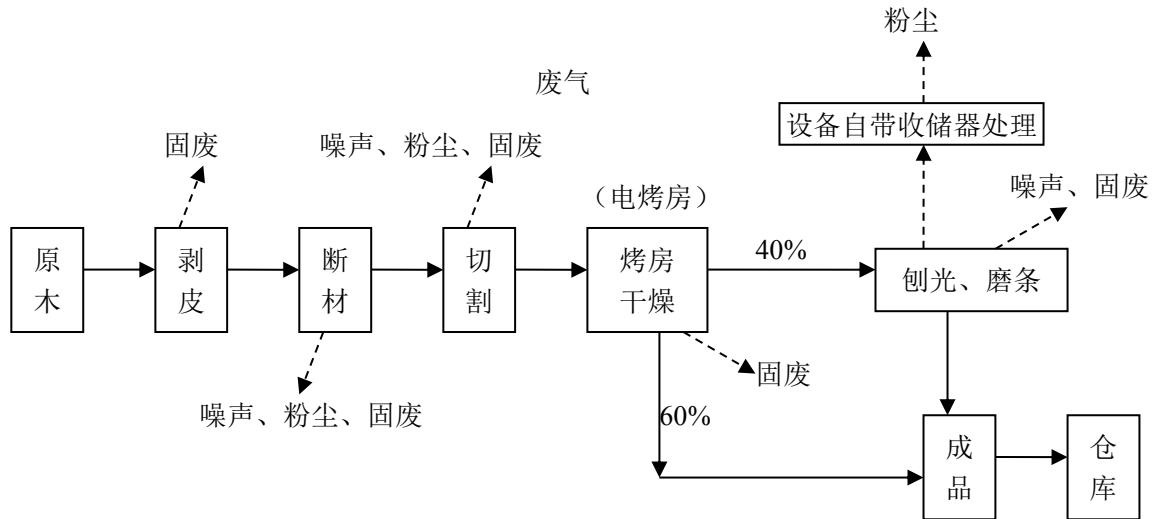 粉尘
废气
设备自带收储器处理
固废
噪声、粉尘、固废
噪声、固废
（电烤房）
原木
剥皮
断材
切割
烤房
干燥
40%
刨光、磨条
固废
噪声、粉尘、固废
60%
成品
仓库